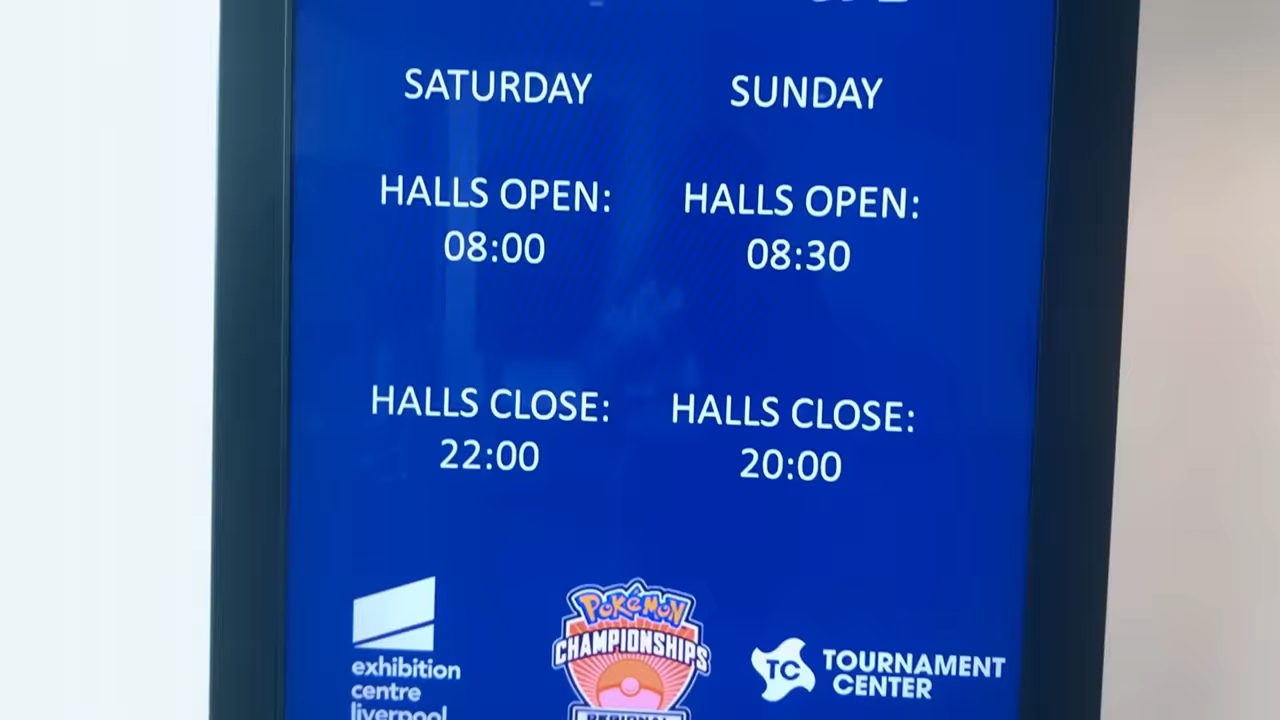 SATURDAY
SUNDAY
HALLS OPEN:
08:00
HALLS OPEN:
08:30
HALLS CLOSE:
22:00
HALLS CLOSE:
20:00
exhibition
centre
liverpool
POKéMON
CHAMPIONSHIPS
REGIONAL
TC
TOURNAMENT
CENTER